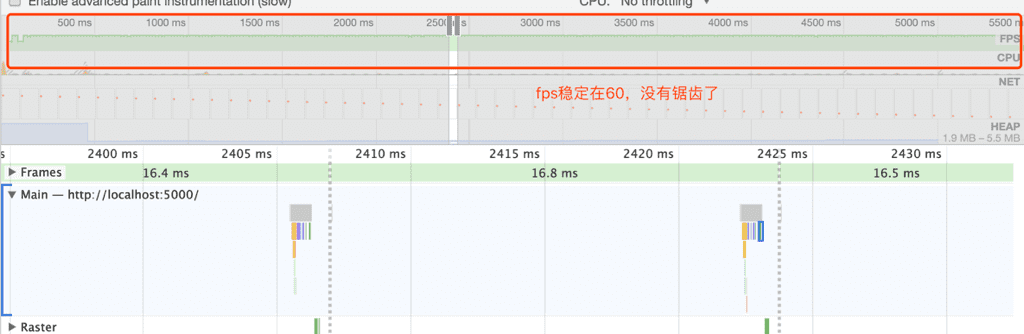 Enable advanced paint instrumentation (slow) CPU: No throttling
500 ms 1000 ms 1500 ms 2000 ms 2500 3000 ms 3500 ms 4000 ms 4500 ms 5000 ms 5500 m
FPS
CPU
NET
fps稳定在60，没有锯齿了
HEAP
1.9 MB – 5.5 MB
s 2400 ms 2405 ms 2410 ms 2415 ms 2420 ms 2425 ms 2430 ms
Frames 16.4 ms 16.8 ms 16.5 ms
Main — http://localhost:5000/
Raster